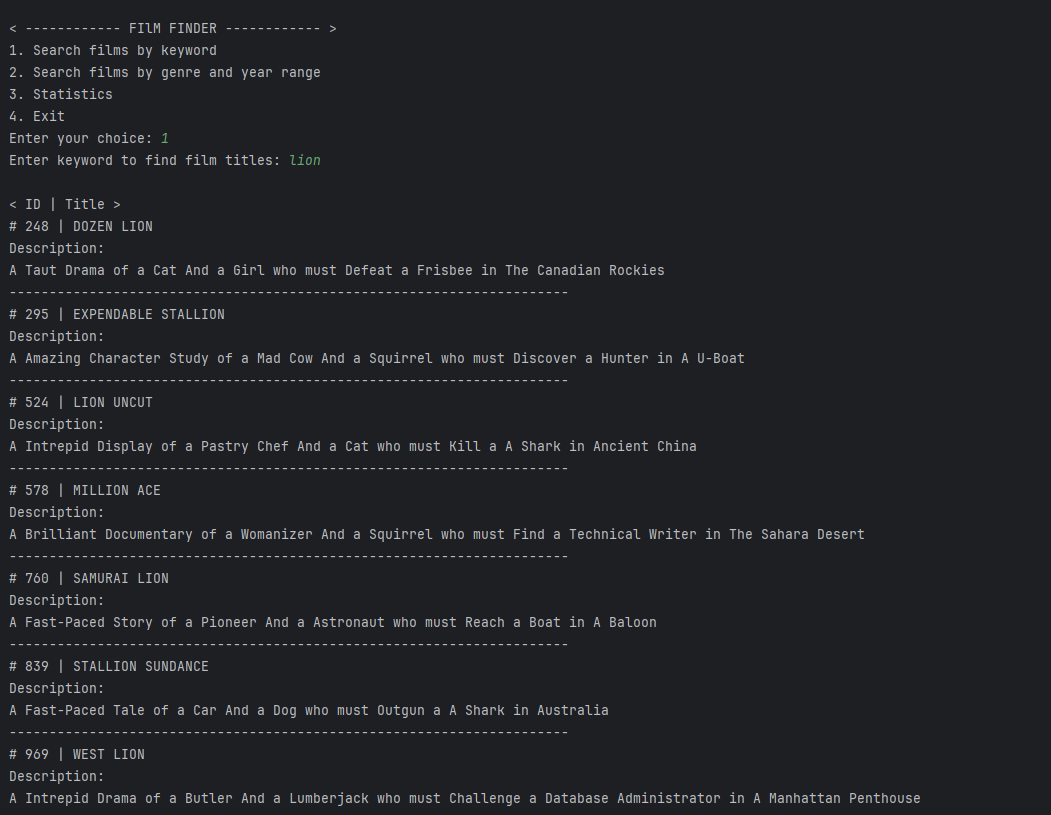 < ------------ FIlM FINDER ------------ >
1. Search films by keyword
2. Search films by genre and year range
3. Statistics
4. Exit
Enter your choice: 1
Enter keyword to find film titles: lion
< ID | Title >
# 248 | DOZEN LION
Description:
A Taut Drama of a Cat And a Girl who must Defeat a Frisbee in The Canadian Rockies
----------------------------------------------------------------------
# 295 | EXPENDABLE STALLION
Description:
A Amazing Character Study of a Mad Cow And a Squirrel who must Discover a Hunter in A U-Boat
----------------------------------------------------------------------
# 524 | LION UNCUT
Description:
A Intrepid Display of a Pastry Chef And a Cat who must Kill a A Shark in Ancient China
----------------------------------------------------------------------
# 578 | MILLION ACE
Description:
A Brilliant Documentary of a Womanizer And a Squirrel who must Find a Technical Writer in The Sahara Desert
----------------------------------------------------------------------
# 760 | SAMURAI LION
Description:
A Fast-Paced Story of a Pioneer And a Astronaut who must Reach a Boat in A Baloon
----------------------------------------------------------------------
# 839 | STALLION SUNDANCE
Description:
A Fast-Paced Tale of a Car And a Dog who must Outgun a A Shark in Australia
----------------------------------------------------------------------
# 969 | WEST LION
Description:
A Intrepid Drama of a Butler And a Lumberjack who must Challenge a Database Administrator in A Manhattan Penthouse